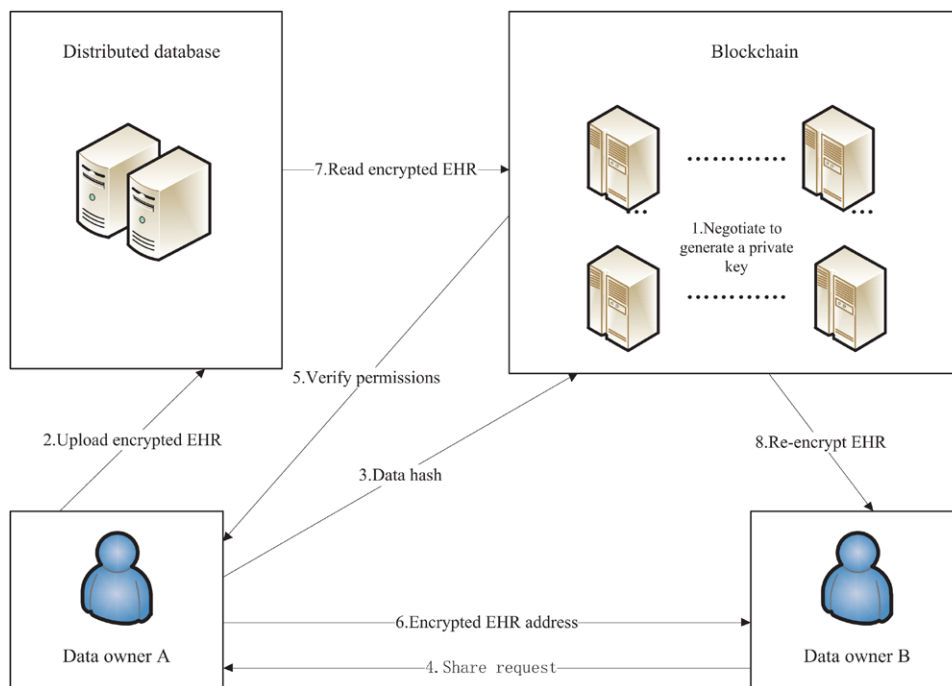 Distributed database
Blockchain
7.Read encrypted EHR
1.Negotiate to
generate a private
key
5.Verify permissions
2.Upload encrypted EHR
3.Data hash
8.Re-encrypt EHR
6.Encrypted EHR address
Data owner A
4.Share request
Data owner B